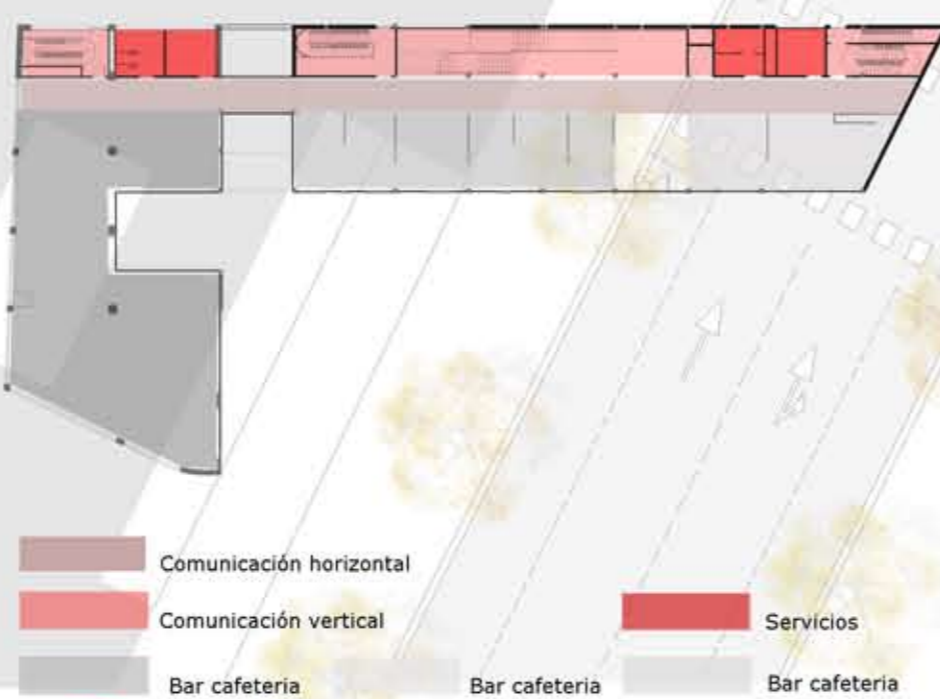 Comunicación horizontal
Comunicación vertical
Servicios
Bar cafeteria
Bar cafeteria
Bar cafeteria